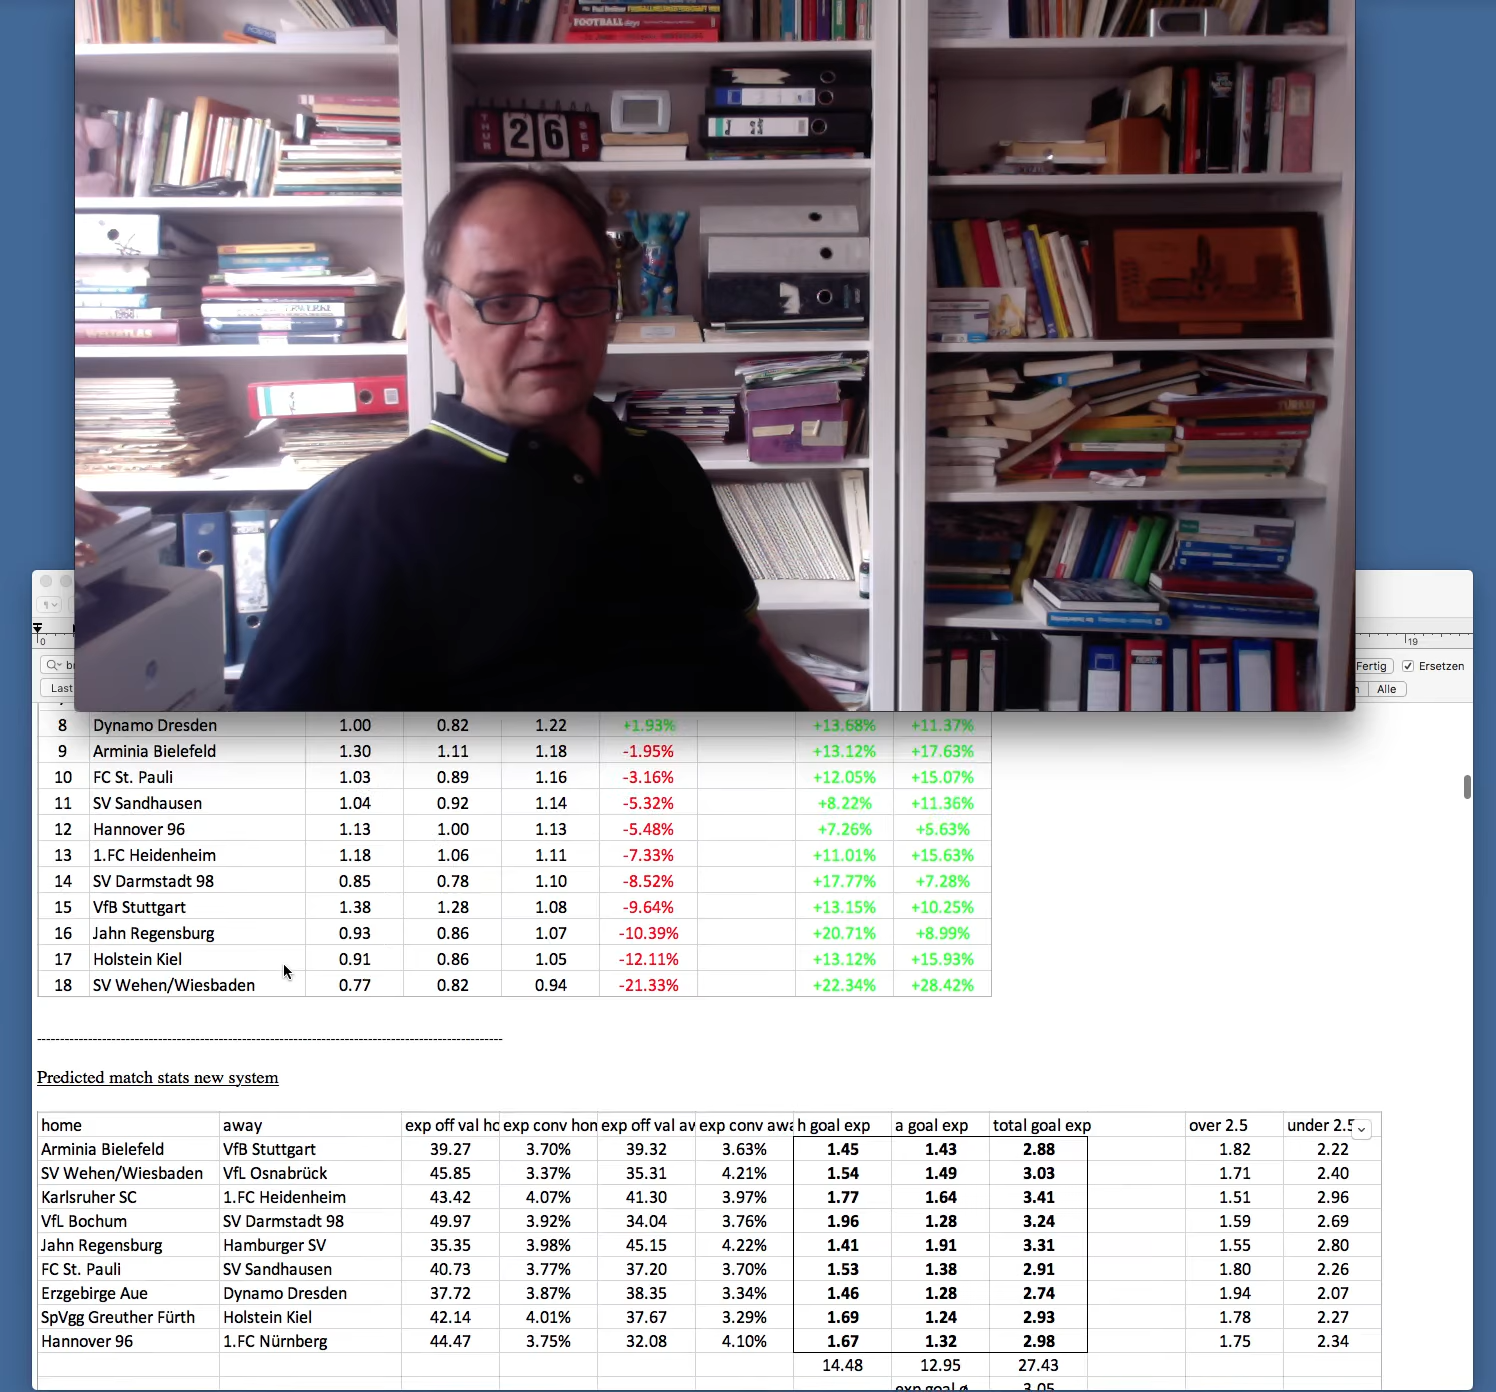 FOOTBALL days
THUR 26 SEP
WELTATLAS
0
19
Fertig
Ersetzen
Last
Alle
8 Dynamo Dresden 1.00 0.82 1.22 +1.93% +13.68% +11.37%
9 Arminia Bielefeld 1.30 1.11 1.18 -1.95% +13.12% +17.63%
10 FC St. Pauli 1.03 0.89 1.16 -3.16% +12.05% +15.07%
11 SV Sandhausen 1.04 0.92 1.14 -5.32% +8.22% +11.36%
12 Hannover 96 1.13 1.00 1.13 -5.48% +7.26% +5.63%
13 1.FC Heidenheim 1.18 1.06 1.11 -7.33% +11.01% +15.63%
14 SV Darmstadt 98 0.85 0.78 1.10 -8.52% +17.77% +7.28%
15 VfB Stuttgart 1.38 1.28 1.08 -9.64% +13.15% +10.25%
16 Jahn Regensburg 0.93 0.86 1.07 -10.39% +20.71% +8.99%
17 Holstein Kiel 0.91 0.86 1.05 -12.11% +13.12% +15.93%
18 SV Wehen/Wiesbaden 0.77 0.82 0.94 -21.33% +22.34% +28.42%
Predicted match stats new system
home away exp off val ho exp conv hon exp off val av exp conv awa h goal exp a goal exp total goal exp over 2.5 under 2.5
Arminia Bielefeld VfB Stuttgart 39.27 3.70% 39.32 3.63% 1.45 1.43 2.88 1.82 2.22
SV Wehen/Wiesbaden VfL Osnabrück 45.85 3.37% 35.31 4.21% 1.54 1.49 3.03 1.71 2.40
Karlsruher SC 1.FC Heidenheim 43.42 4.07% 41.30 3.97% 1.77 1.64 3.41 1.51 2.96
VfL Bochum SV Darmstadt 98 49.97 3.92% 34.04 3.76% 1.96 1.28 3.24 1.59 2.69
Jahn Regensburg Hamburger SV 35.35 3.98% 45.15 4.22% 1.41 1.91 3.31 1.55 2.80
FC St. Pauli SV Sandhausen 40.73 3.77% 37.20 3.70% 1.53 1.38 2.91 1.80 2.26
Erzgebirge Aue Dynamo Dresden 37.72 3.87% 38.35 3.34% 1.46 1.28 2.74 1.94 2.07
SpVgg Greuther Fürth Holstein Kiel 42.14 4.01% 37.67 3.29% 1.69 1.24 2.93 1.78 2.27
Hannover 96 1.FC Nürnberg 44.47 3.75% 32.08 4.10% 1.67 1.32 2.98 1.75 2.34
14.48 12.95 27.43
exp goal ø 3.05